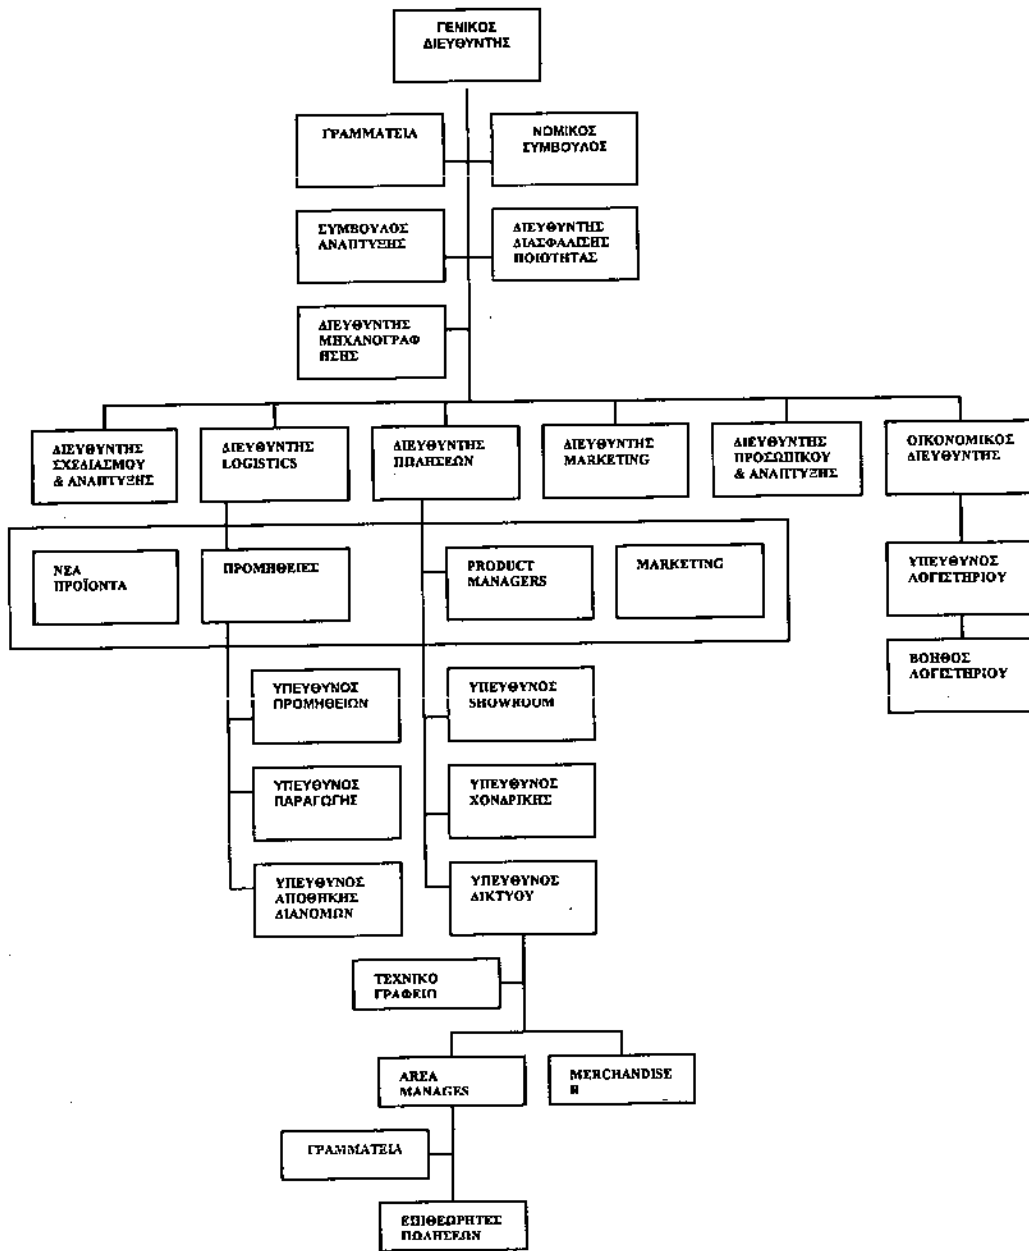 ΓΕΝΙΚΟΣ
ΔΙΕΥΘΥΝΤΗΣ
ΓΡΑΜΜΑΤΕΙΑ
ΝΟΜΙΚΟΣ
ΣΥΜΒΟΥΛΟΣ
ΣΥΜΒΟΥΛΟΣ
ΑΝΑΠΤΥΞΗΣ
ΔΙΕΥΘΥΝΤΗΣ
ΔΙΑΣΦΑΛΙΣΗΣ
ΠΟΙΟΤΗΤΑΣ
ΔΙΕΥΘΥΝΤΗΣ
ΜΗΧΑΝΟΓΡΑΦ
ΗΣΗΣ
ΔΙΕΥΘΥΝΤΗΣ
ΣΧΕΔΙΑΣΜΟΥ
& ΑΝΑΠΤΥΞΗΣ
ΔΙΕΥΘΥΝΤΗΣ
LOGISTICS
ΔΙΕΥΘΥΝΤΗΣ
ΠΩΛΗΣΕΩΝ
ΔΙΕΥΘΥΝΤΗΣ
MARKETING
ΔΙΕΥΘΥΝΤΗΣ
ΠΡΟΣΩΠΙΚΟΥ
& ΑΝΑΠΤΥΞΗΣ
ΟΙΚΟΝΟΜΙΚΟΣ
ΔΙΕΥΘΥΝΤΗΣ
ΝΕΑ
ΠΡΟΪΟΝΤΑ
ΠΡΟΜΗΘΕΙΕΣ
PRODUCT
MANAGERS
MARKETING
ΥΠΕΥΘΥΝΟΣ
ΛΟΓΙΣΤΗΡΙΟΥ
ΒΟΗΘΟΣ
ΛΟΓΙΣΤΗΡΙΟΥ
ΥΠΕΥΘΥΝΟΣ
ΠΡΟΜΗΘΕΙΩΝ
ΥΠΕΥΘΥΝΟΣ
SHOWROOM
ΥΠΕΥΘΥΝΟΣ
ΠΑΡΑΓΩΓΗΣ
ΥΠΕΥΘΥΝΟΣ
ΧΟΝΔΡΙΚΗΣ
ΥΠΕΥΘΥΝΟΣ
ΑΠΟΘΗΚΗΣ
ΔΙΑΝΟΜΩΝ
ΥΠΕΥΘΥΝΟΣ
ΔΙΚΤΥΟΥ
ΤΕΧΝΙΚΟ
ΓΡΑΦΕΙΟ
AREA
MANAGES
MERCHANDISE
R
ΓΡΑΜΜΑΤΕΙΑ
ΕΠΙΘΕΩΡΗΤΕΣ
ΠΩΛΗΣΕΩΝ